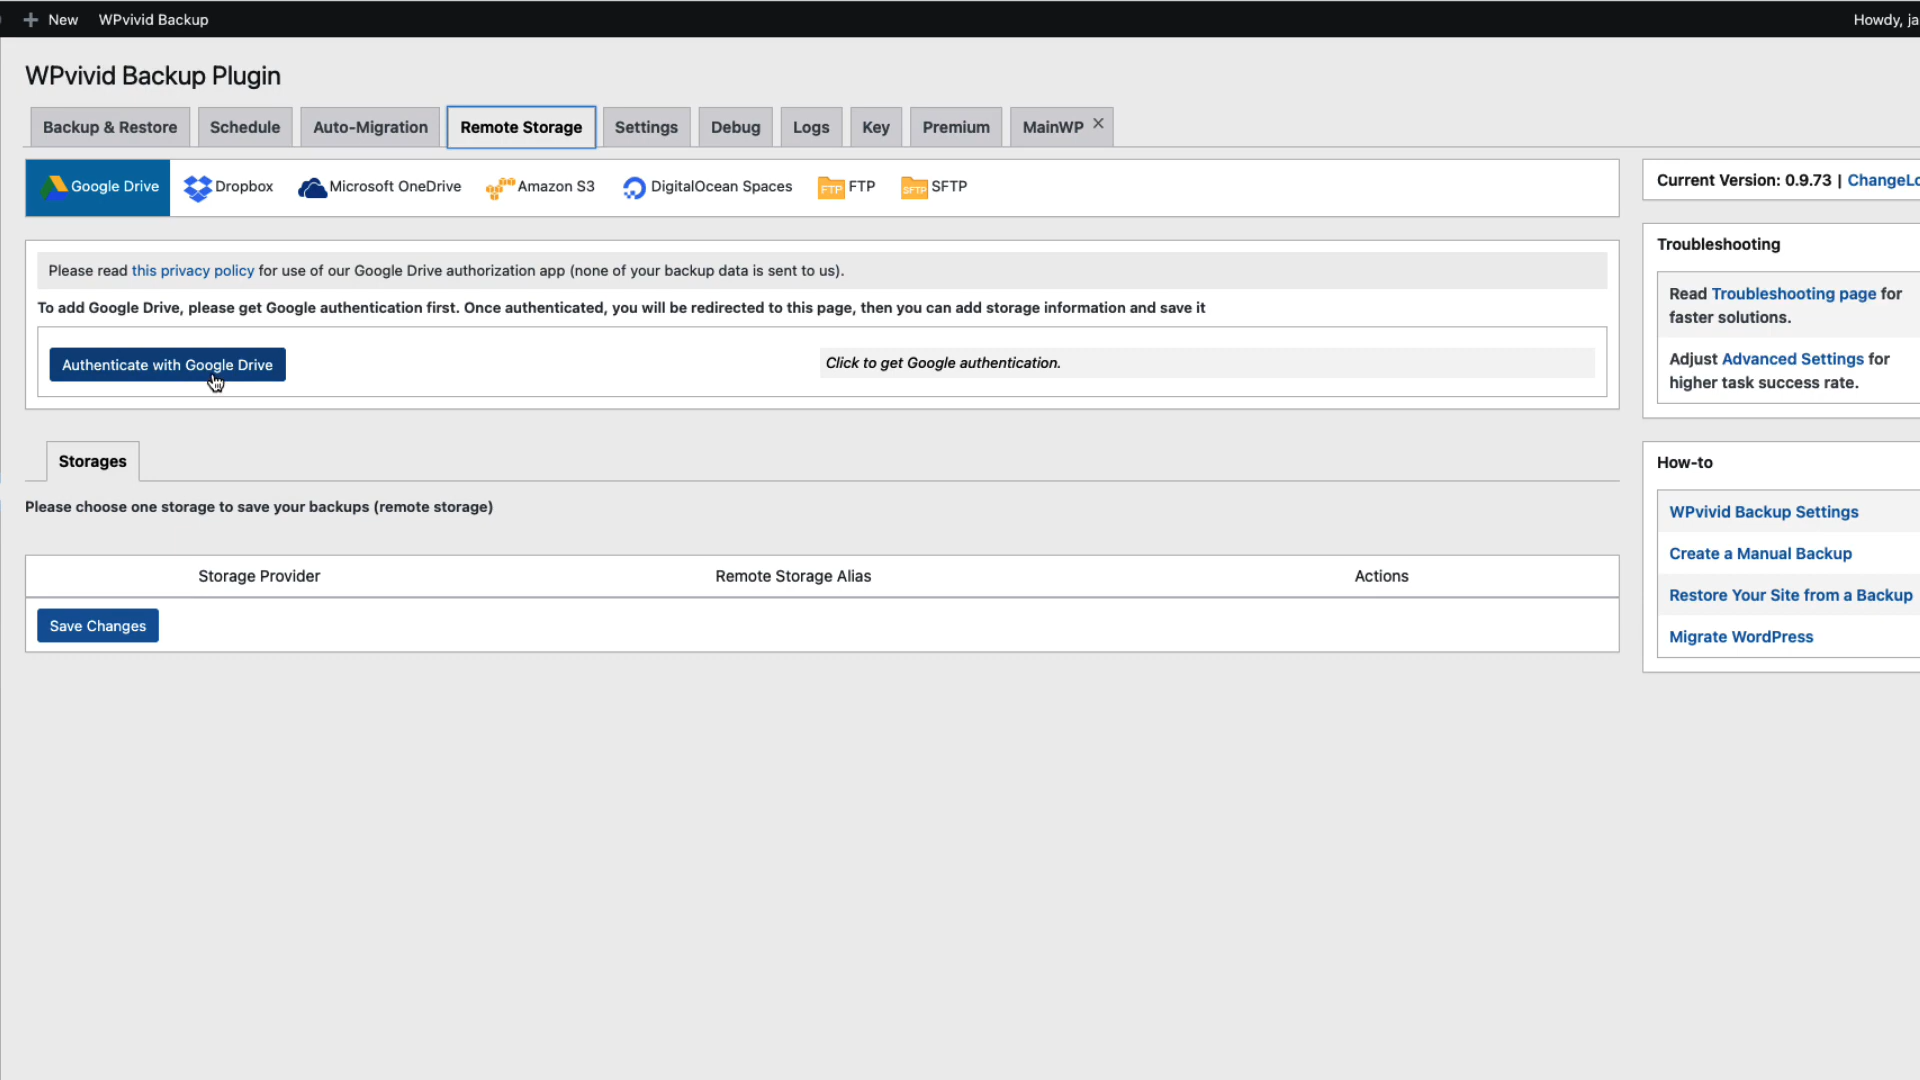 New WPvivid Backup Howdy, ja
WPvivid Backup Plugin
Backup & Restore Schedule Auto-Migration Remote Storage Settings Debug Logs Key Premium MainWP ×
Google Drive Dropbox Microsoft OneDrive Amazon S3 DigitalOcean Spaces FTP FTP SFTP SFTP
Current Version: 0.9.73 | ChangeLo
Please read this privacy policy for use of our Google Drive authorization app (none of your backup data is sent to us).
To add Google Drive, please get Google authentication first. Once authenticated, you will be redirected to this page, then you can add storage information and save it
Authenticate with Google Drive Click to get Google authentication.
Storages
Please choose one storage to save your backups (remote storage)
Storage Provider Remote Storage Alias Actions
Save Changes
Troubleshooting
Read Troubleshooting page for
faster solutions.
Adjust Advanced Settings for
higher task success rate.
How-to
WPvivid Backup Settings
Create a Manual Backup
Restore Your Site from a Backup
Migrate WordPress